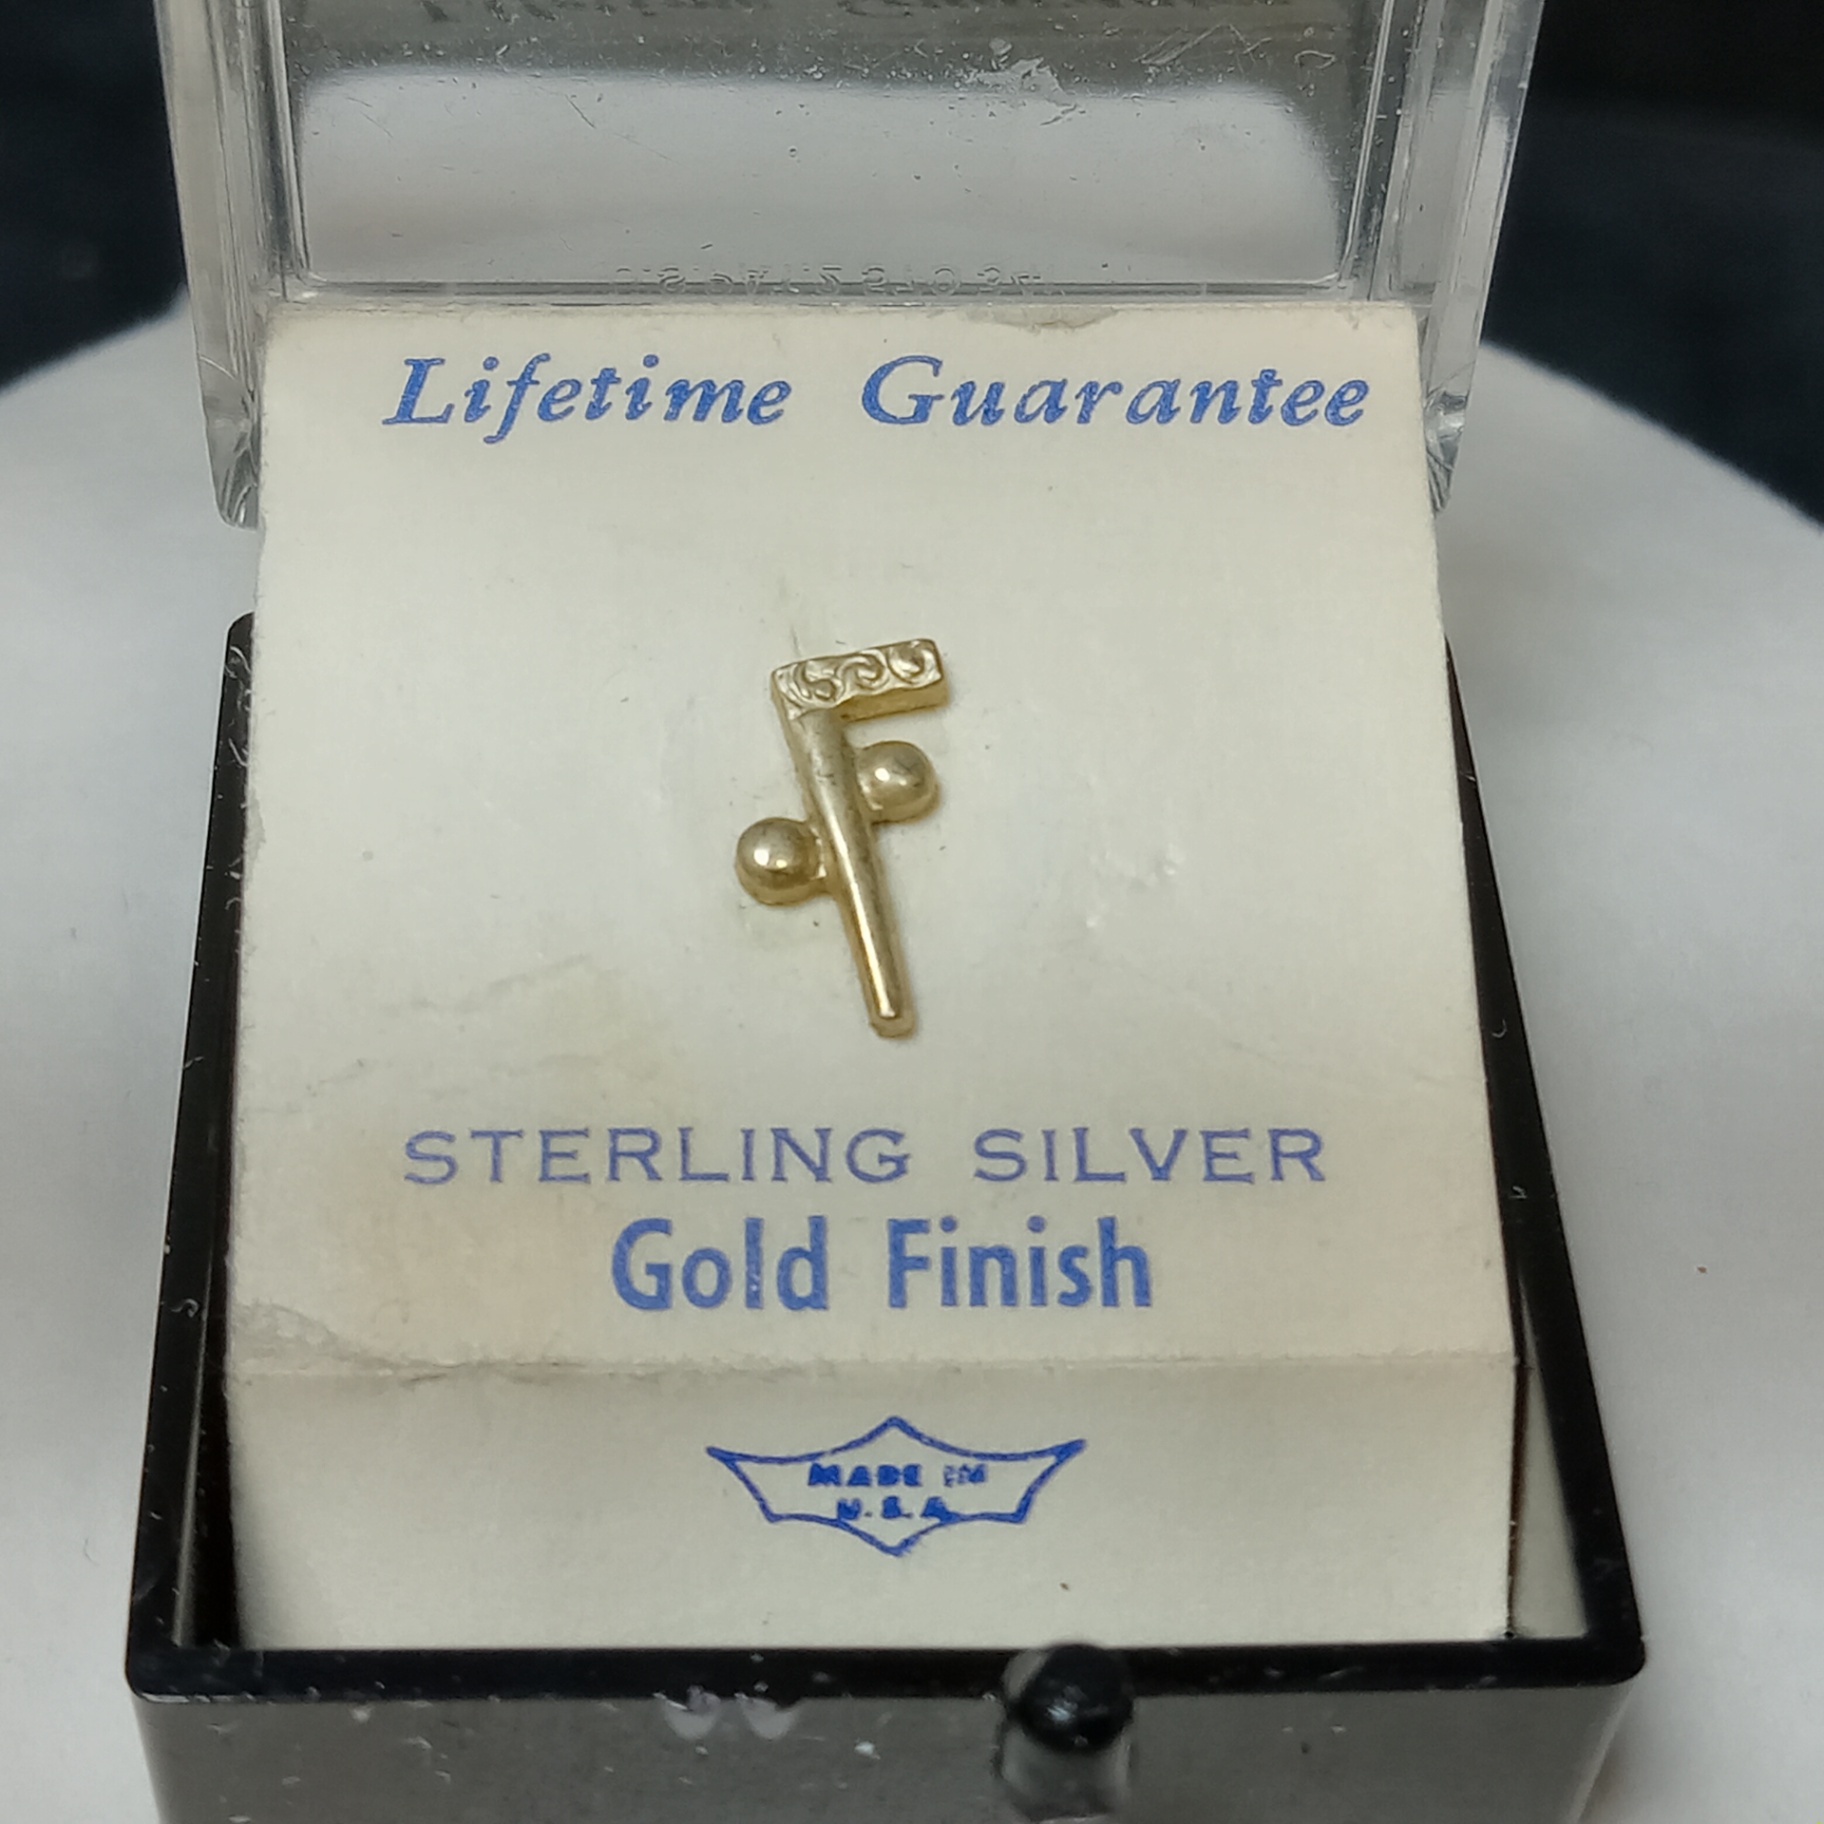 Lifetime Guarantee
STERLING SILVER
Gold Finish
MADE IN
U.S.A.